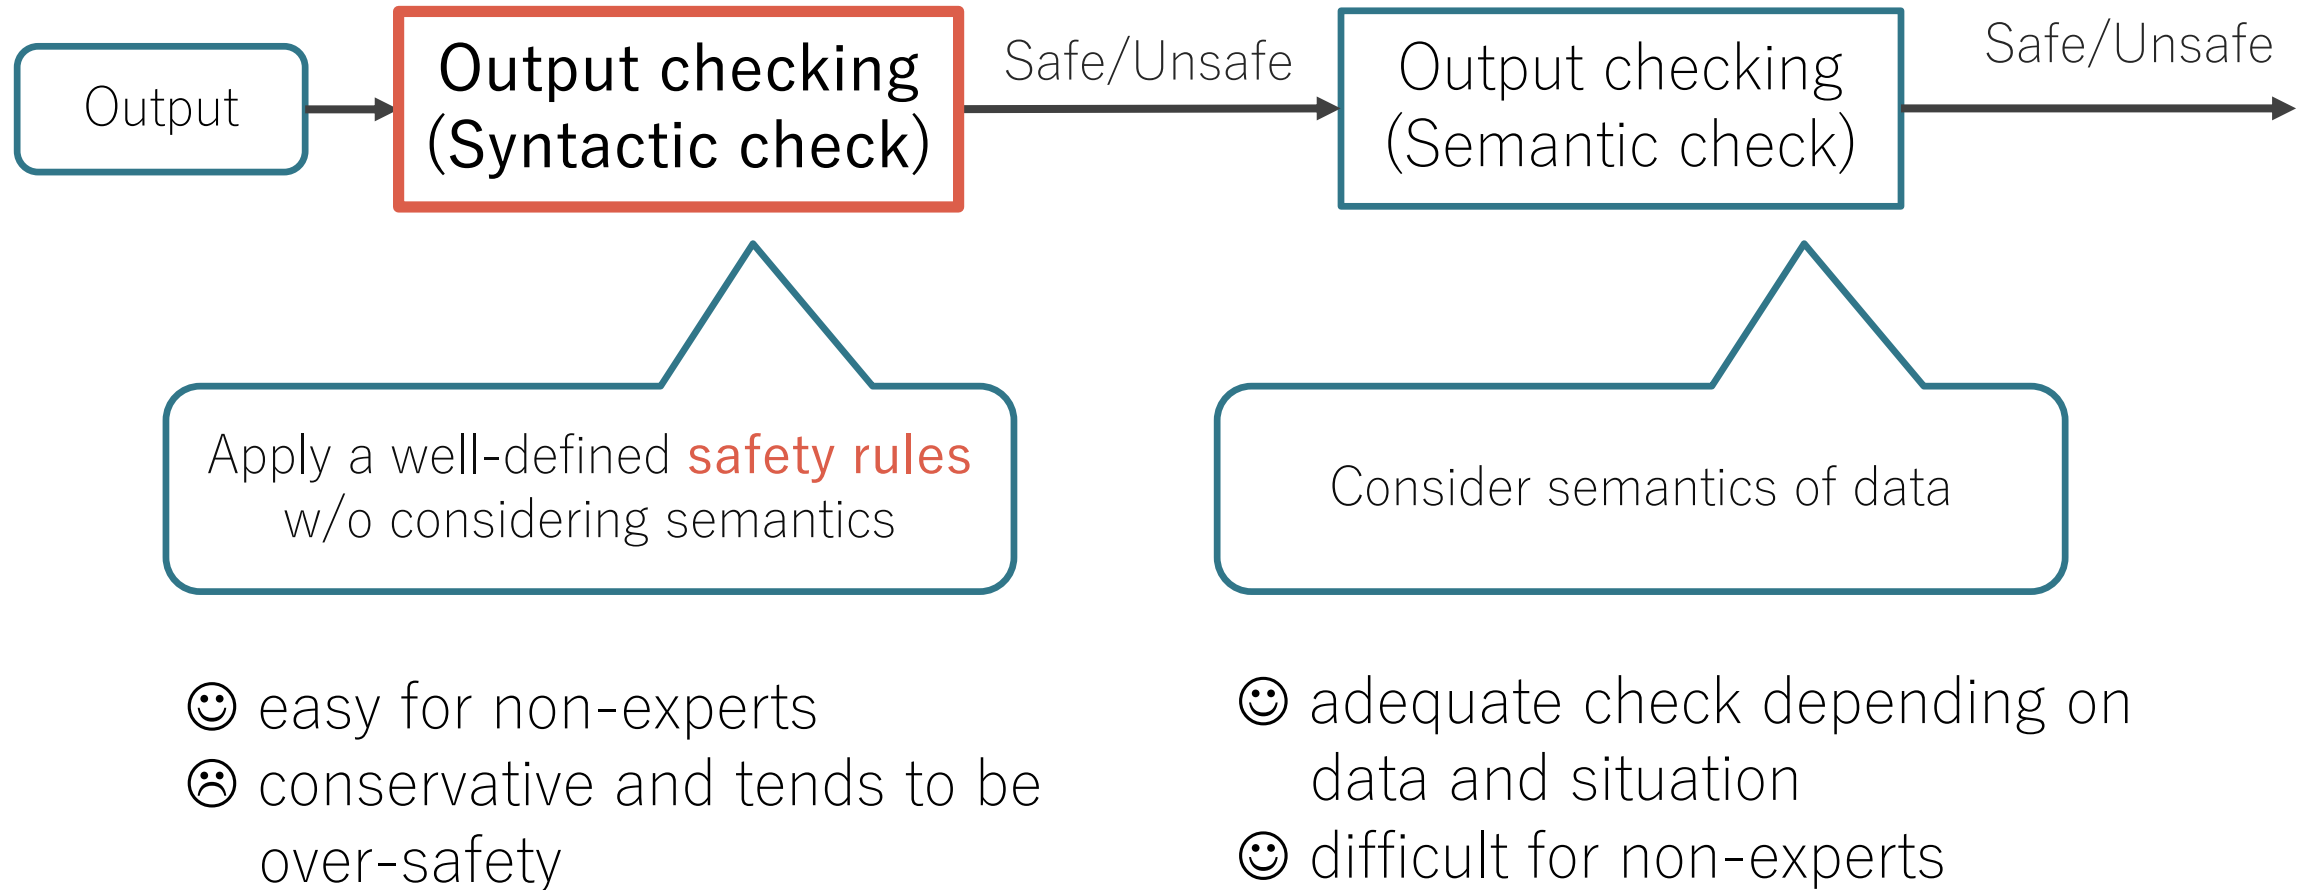 Output
Output checking
(Syntactic check)
Safe/Unsafe
Output checking
(Semantic check)
Safe/Unsafe
Apply a well-defined safety rules
w/o considering semantics
Consider semantics of data
☺ easy for non-experts
☹ conservative and tends to be
over-safety
☺ adequate check depending on
data and situation
☺ difficult for non-experts